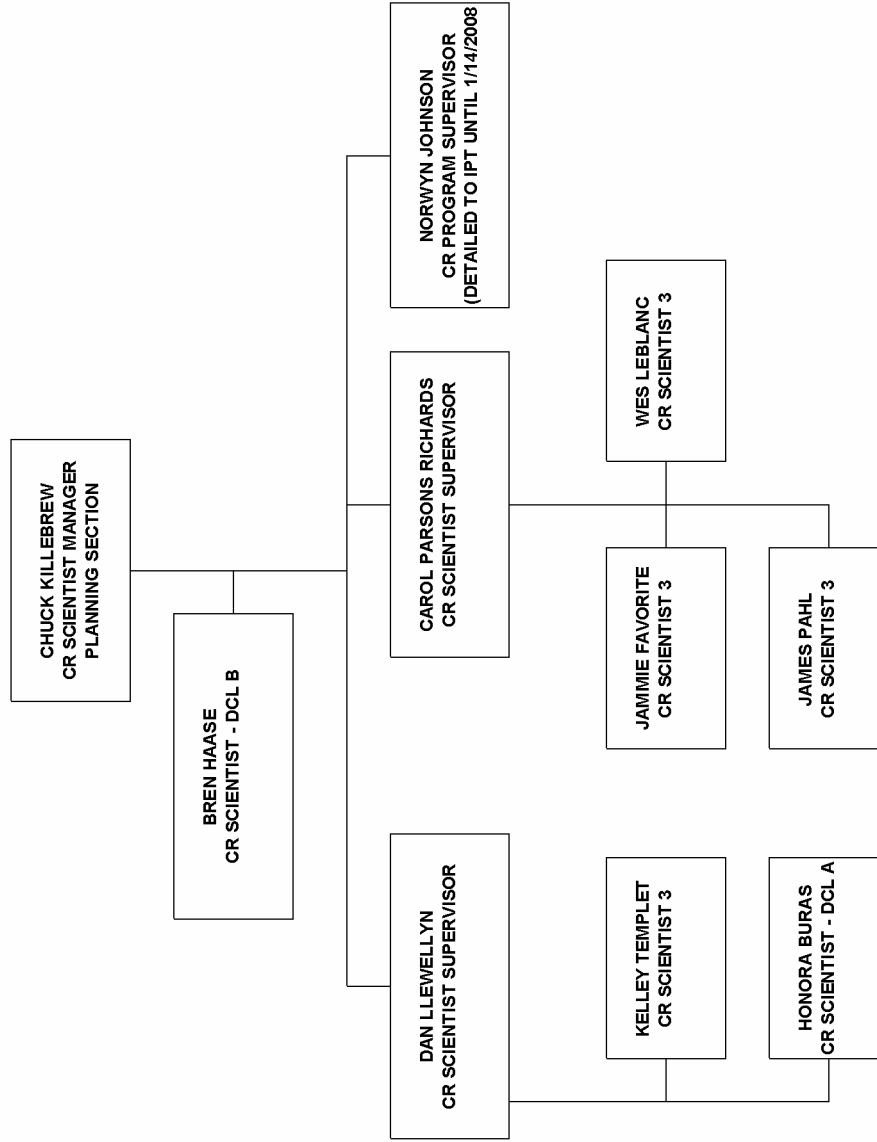 CHUCK KILLEBREW
CR SCIENTIST MANAGER
PLANNING SECTION
BREN HAASE
CR SCIENTIST - DCL B
DAN LLEWELLYN
CR SCIENTIST SUPERVISOR
CAROL PARSONS RICHARDS
CR SCIENTIST SUPERVISOR
NORWYN JOHNSON
CR PROGRAM SUPERVISOR
(DETAILED TO IPT UNTIL 1/14/2008
KELLEY TEMPLET
CR SCIENTIST 3
JAMMIE FAVORITE
CR SCIENTIST 3
WES LEBLANC
CR SCIENTIST 3
HONORA BURAS
CR SCIENTIST - DCL A
JAMES PAHL
CR SCIENTIST 3